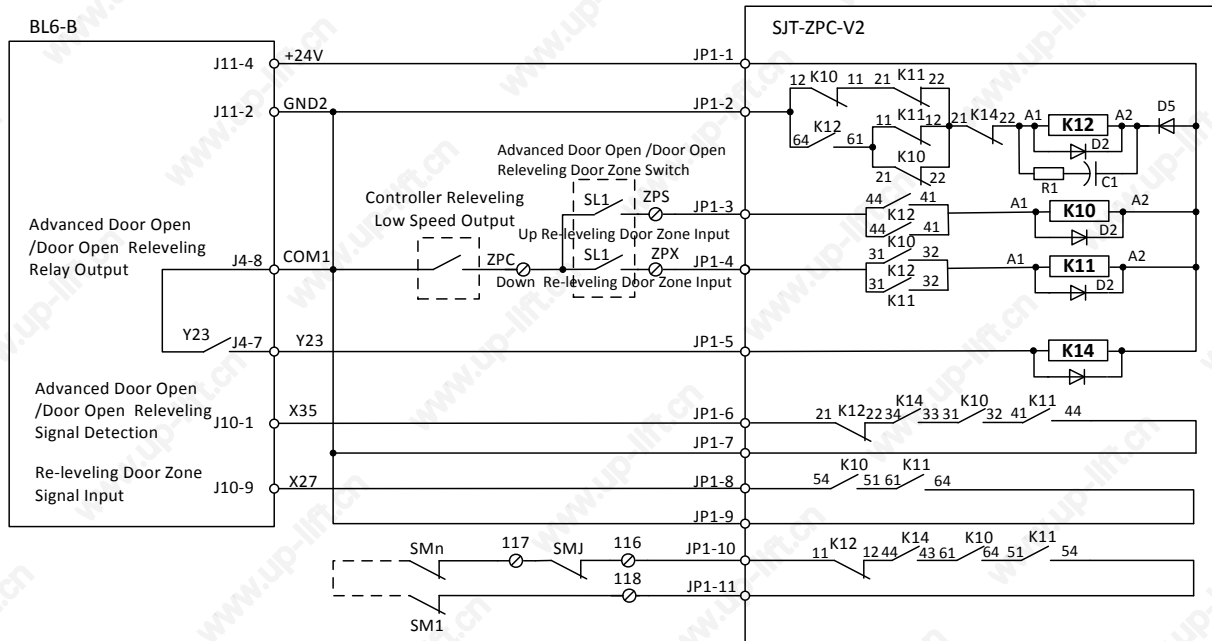 BL6-B
SJT-ZPC-V2
J11-4 +24V JP1-1
J11-2 GND2 JP1-2
12 K10 11 21 K11 22
64 K12 61
11 K11 12
21 K10 22
21 K14 22
A1 K12 A2 D5
D2
R1 C1
Advanced Door Open /Door Open
Releveling Door Zone Switch
Controller Releveling
Low Speed Output
SL1 ZPS JP1-3
Up Re-leveling Door Zone Input
44 K12 41
44 41
A1 K10 A2
D2
Advanced Door Open
/Door Open Releveling
Relay Output
J4-8 COM1
ZPC SL1 ZPX JP1-4
Down Re-leveling Door Zone Input
31 K10 32
K12
31 K11 32
A1 K11 A2
D2
Y23 J4-7 Y23 JP1-5
K14
Advanced Door Open
/Door Open Releveling
Signal Detection
J10-1 X35 JP1-6
21 K12 22 34 K14 33 31 K10 32 41 K11 44
JP1-7
Re-leveling Door Zone
Signal Input
J10-9 X27 JP1-8
54 K10 51 61 K11 64
JP1-9
SMn 117 SMJ 116 JP1-10
11 K12 12 44 K14 43 61 K10 64 51 K11 54
118 JP1-11
SM1
www.up-lift.cn